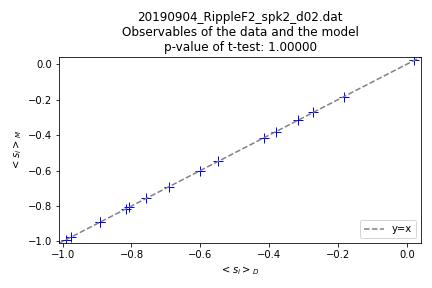 20190904_RippleF2_spk2_d02.dat
Observables of the data and the model
p-value of t-test: 1.00000
0.0
−0.2
−0.4
−0.6
−0.8
−1.0
< s_i >_M
y=x
−1.0
−0.8
−0.6
−0.4
−0.2
0.0
< s_i >_D